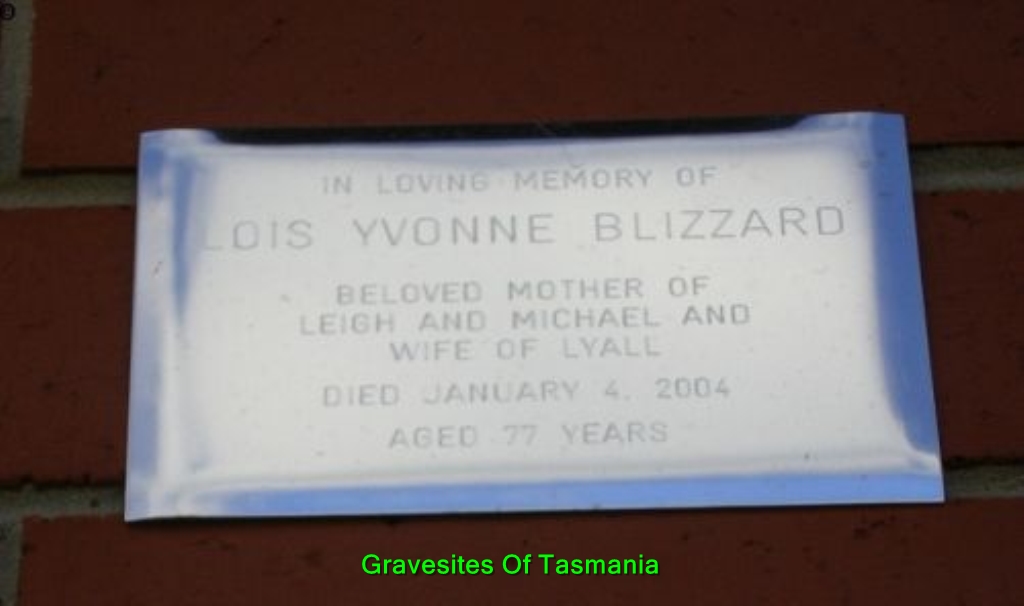 IN LOVING MEMORY OF
LOIS YVONNE BLIZZARD
BELOVED MOTHER OF
LEIGH AND MICHAEL AND
WIFE OF LYALL
DIED JANUARY 4, 2004
AGED 77 YEARS
Gravesites Of Tasmania